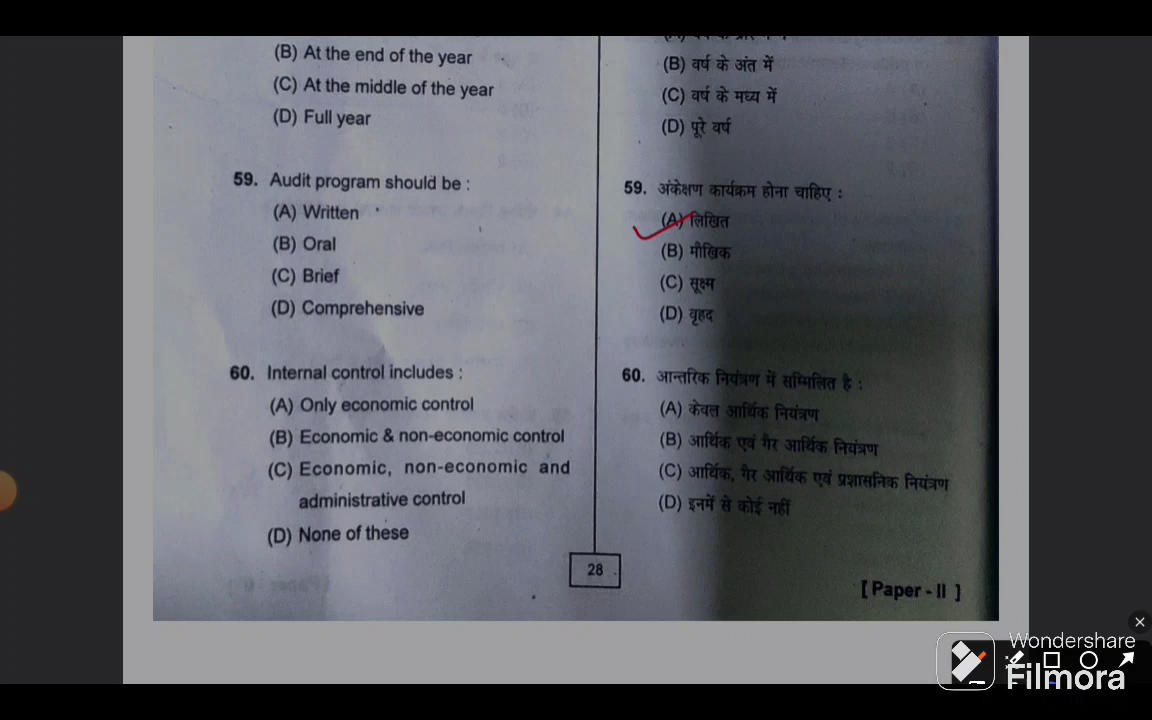 (B) At the end of the year
(C) At the middle of the year
(D) Full year
59. Audit program should be :
(A) Written
(B) Oral
(C) Brief
(D) Comprehensive
60. Internal control includes :
(A) Only economic control
(B) Economic & non-economic control
(C) Economic, non-economic and
administrative control
(D) None of these
(B) वर्ष के अंत में
(C) वर्ष के मध्य में
(D) पूरे वर्ष
59. अंकेक्षण कार्यक्रम होना चाहिए :
(A) लिखित
(B) मौखिक
(C) सूक्ष्म
(D) वृहद
60. आन्तरिक नियंत्रण में सम्मिलित है :
(A) केवल आर्थिक नियंत्रण
(B) आर्थिक एवं गैर आर्थिक नियंत्रण
(C) आर्थिक, गैर आर्थिक एवं प्रशासनिक नियंत्रण
(D) इनमें से कोई नहीं
28
[ Paper - II ]
Wondershare
Filmora